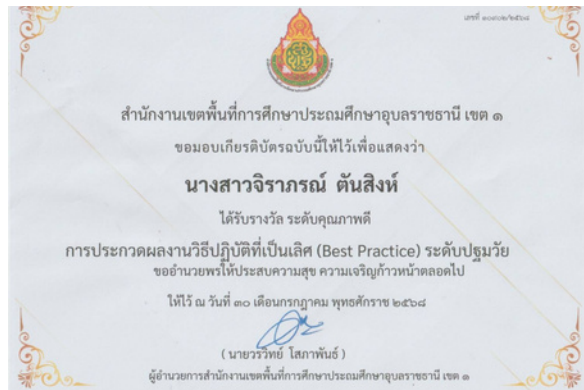 สำนักงานเขตพื้นที่การศึกษาประถมศึกษาอุบลราชธานี เขต ๑
ขอมอบเกียรติบัตรฉบับนี้ให้ไว้เพื่อแสดงว่า
นางสาวจิราภรณ์ ตันสิงห์
ได้รับรางวัล ระดับคุณภาพดี
การประกวดผลงานวิธีปฏิบัติที่เป็นเลิศ (Best Practice) ระดับปฐมวัย
ขออำนวยพรให้ประสบความสุข ความเจริญก้าวหน้าตลอดไป
ให้ไว้ ณ วันที่ ๓๐ เดือนกรกฎาคม พุทธศักราช ๒๕๖๘
( นายวรวิทย์ โสภาพันธ์ )
ผู้อำนวยการสำนักงานเขตพื้นที่การศึกษาประถมศึกษาอุบลราชธานี เขต ๑